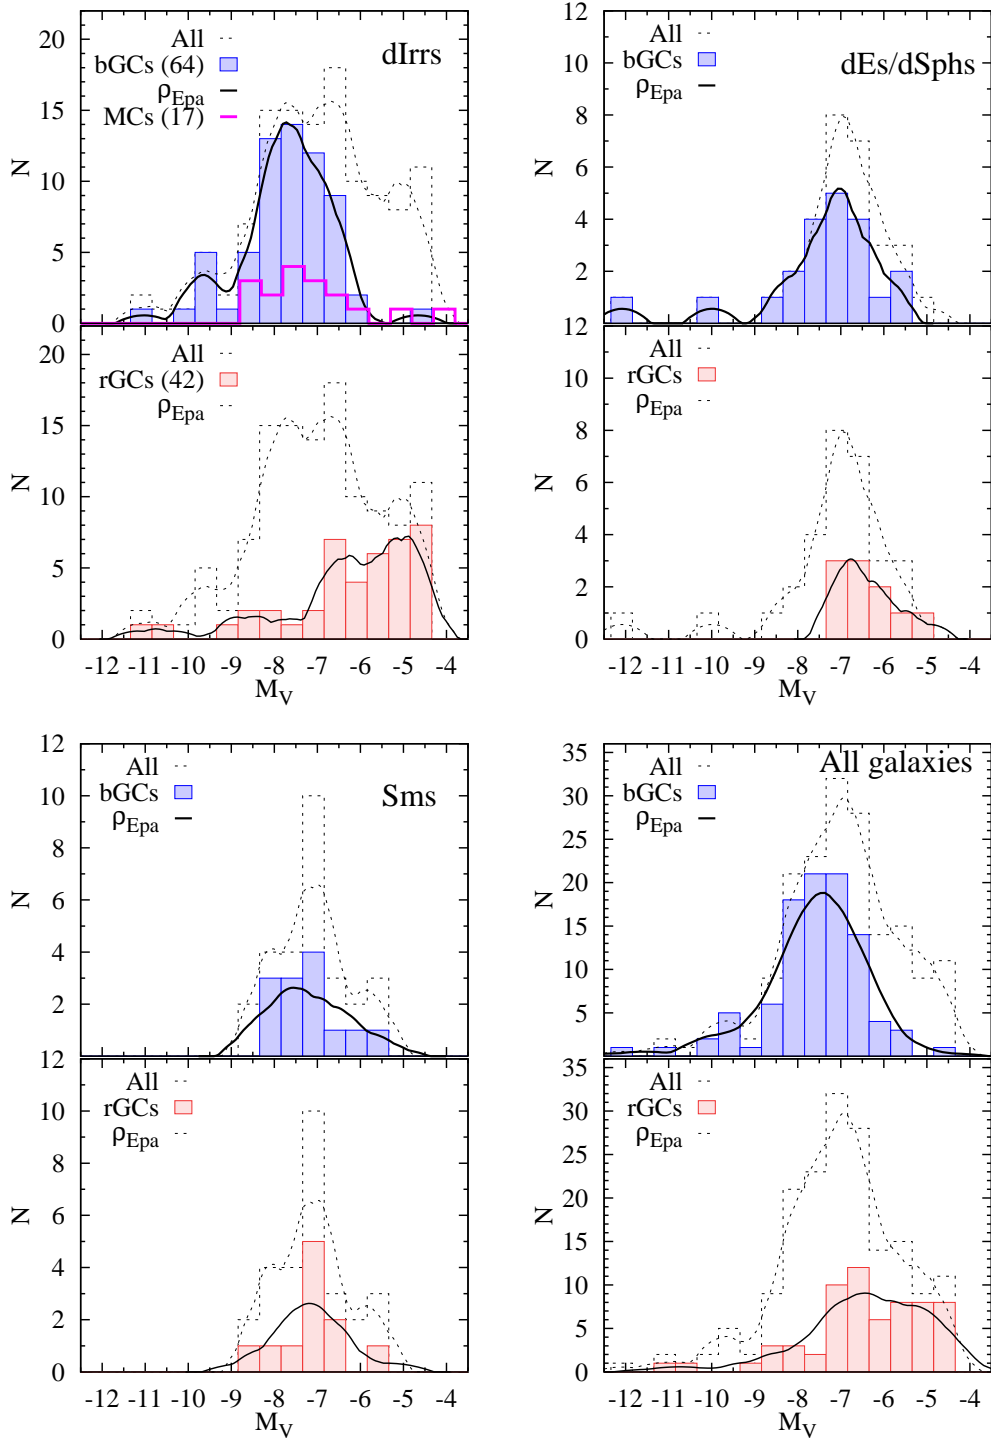 All
bGCs (64)
ρEpa
MCs (17)
dIrrs
N
20
15
10
5
0
All
rGCs (42)
ρEpa
N
20
15
10
5
0
-12 -11 -10 -9 -8 -7 -6 -5 -4
MV
All
bGCs
ρEpa
dEs/dSphs
N
12
10
8
6
4
2
12
All
rGCs
ρEpa
N
10
8
6
4
2
0
-12 -11 -10 -9 -8 -7 -6 -5 -4
MV
All
bGCs
ρEpa
Sms
N
12
10
8
6
4
2
12
All
rGCs
ρEpa
N
10
8
6
4
2
0
-12 -11 -10 -9 -8 -7 -6 -5 -4
MV
All galaxies
All
bGCs
ρEpa
N
35
30
25
20
15
10
5
35
All
rGCs
ρEpa
N
30
25
20
15
10
5
0
-12 -11 -10 -9 -8 -7 -6 -5 -4
MV